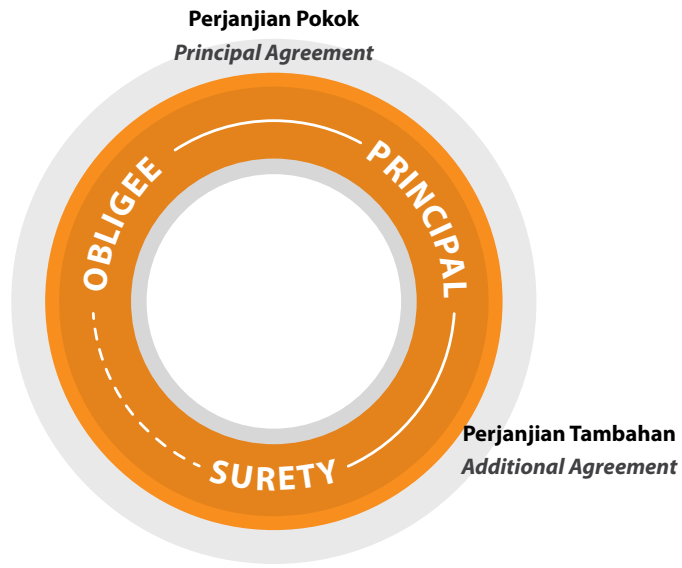 Perjanjian Pokok
Principal Agreement
OBLIGEE
PRINCIPAL
SURETY
Perjanjian Tambahan
Additional Agreement